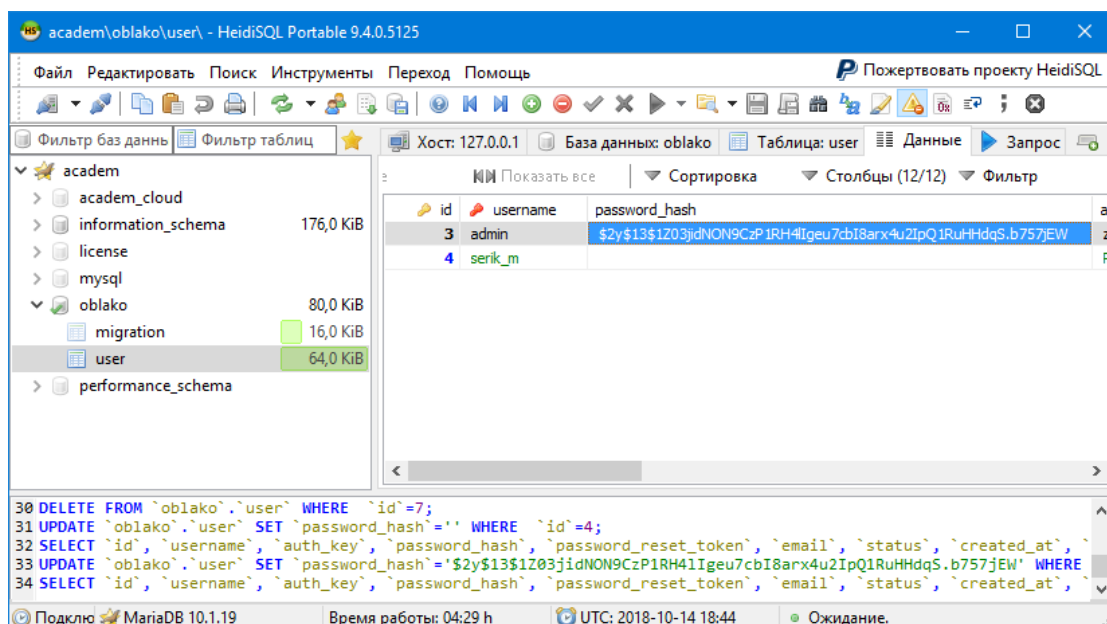 academ\oblako\user\ - HeidiSQL Portable 9.4.0.5125
Файл Редактировать Поиск Инструменты Переход Помощь
Пожертвовать проекту HeidiSQL
Фильтр баз даннь Фильтр таблиц
Хост: 127.0.0.1 База данных: oblako Таблица: user Данные Запрос
academ
academ_cloud
information_schema 176,0 KiB
license
mysql
oblako 80,0 KiB
migration 16,0 KiB
user 64,0 KiB
performance_schema
Показать все Сортировка Столбцы (12/12) Фильтр
id username password_hash
3 admin $2y$13$1Z03jidNON9CzP1RH4lIgeu7cbI8arx4u2IpQ1RuHHdqS.b757jEW
4 serik_m
30 DELETE FROM `oblako`.`user` WHERE `id`=7;
31 UPDATE `oblako`.`user` SET `password_hash`='' WHERE `id`=4;
32 SELECT `id`, `username`, `auth_key`, `password_hash`, `password_reset_token`, `email`, `status`, `created_at`, `
33 UPDATE `oblako`.`user` SET `password_hash`='$2y$13$1Z03jidNON9CzP1RH4lIgeu7cbI8arx4u2IpQ1RuHHdqS.b757jEW' WHERE
34 SELECT `id`, `username`, `auth_key`, `password_hash`, `password_reset_token`, `email`, `status`, `created_at`, `
Подклю MariaDB 10.1.19 Время работы: 04:29 h UTC: 2018-10-14 18:44 Ожидание.